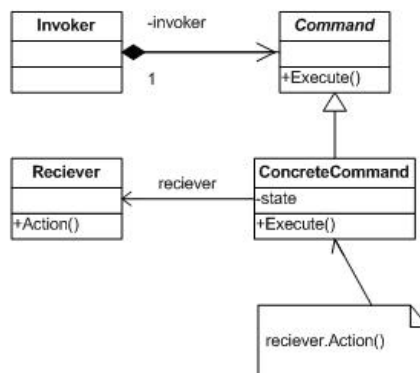 Invoker
-invoker
1
Command
+Execute()
Reciever
+Action()
reciever
ConcreteCommand
-state
+Execute()
reciever.Action()